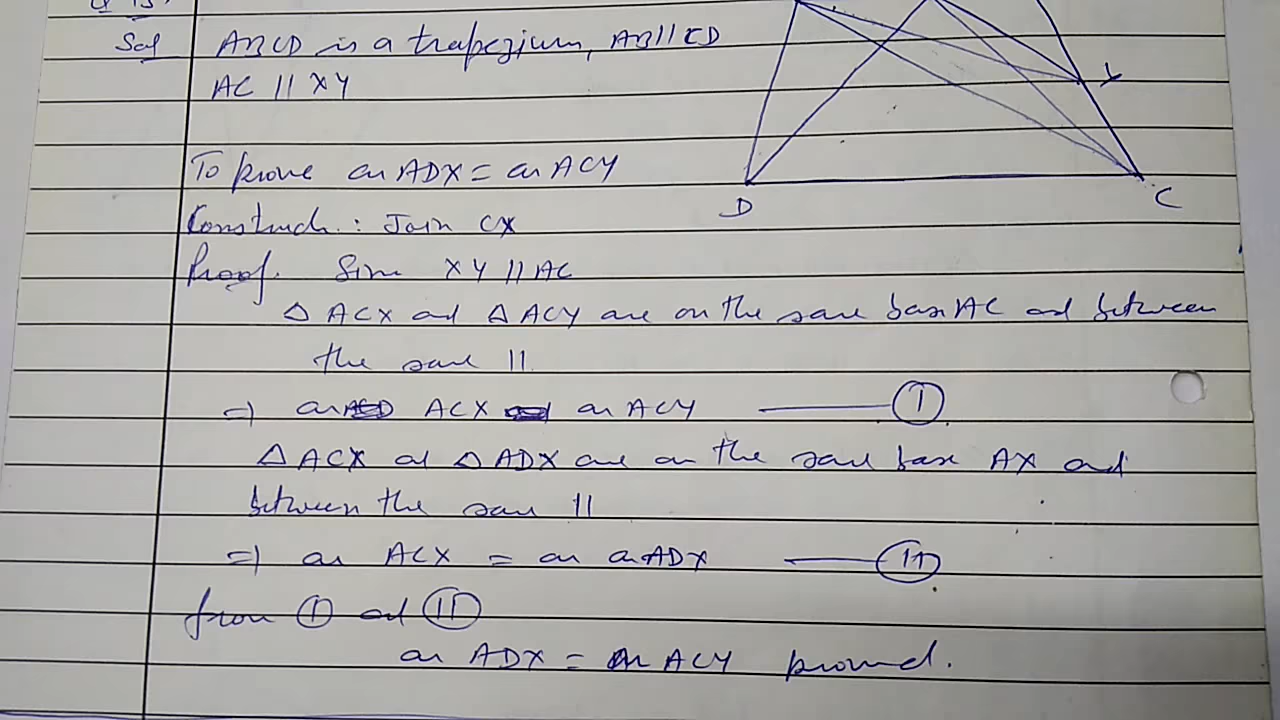 Sol ABCD is a trapezium, AB || CD
AC || XY
Y
To prove ar ADX = ar ACY
D
C
Construct. : Join CX
Proof. Sinc XY || AC
△ ACX and △ ACY are on the same base AC and between
the same ||
=) ar ACX = ar ACY ——— I
△ ACX and △ ADX are on the same base AX and
between the same ||
=) ar ACX = ar ADX ——— II
from I and II
ar ADX = ar ACY proved.